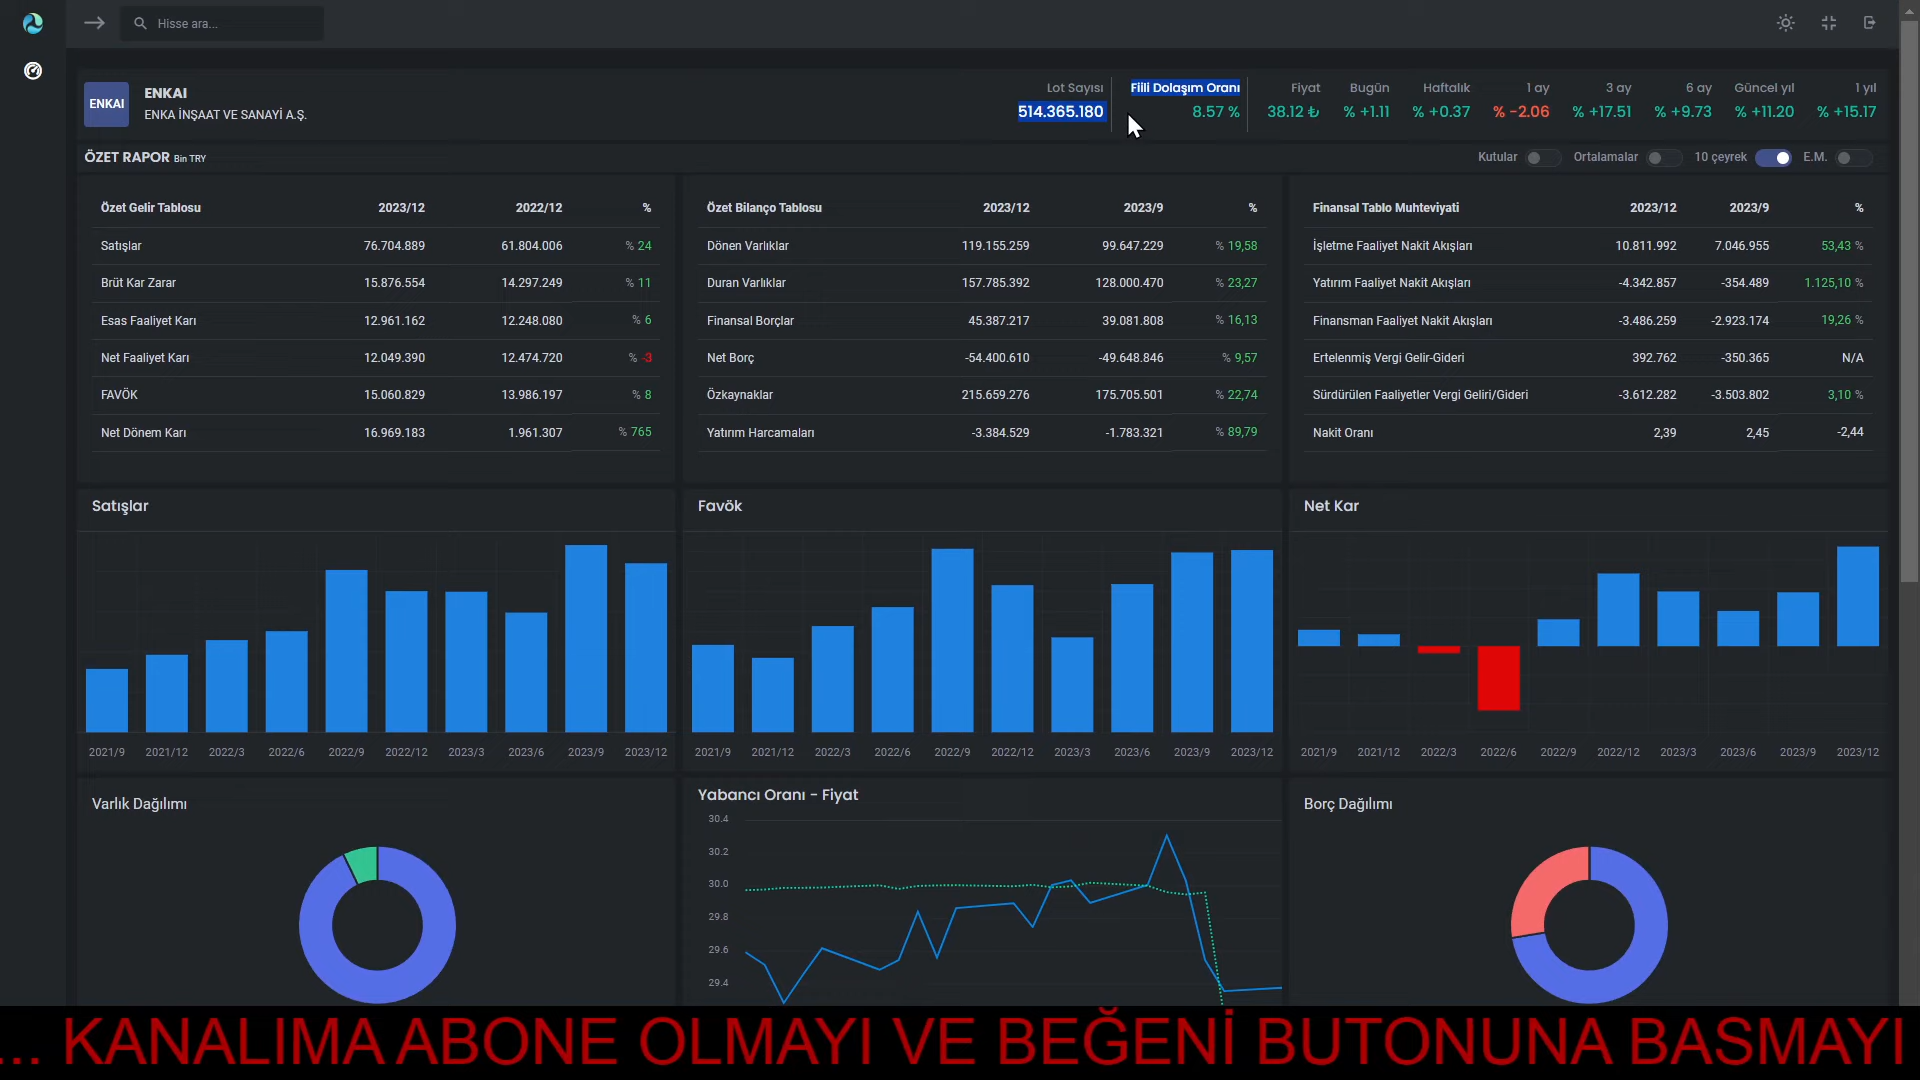 Hisse ara...
ENKAI
ENKAI
ENKA İNŞAAT VE SANAYİ A.Ş.
Lot Sayısı
514.365.180
Fiili Dolaşım Oranı
8.57 %
Fiyat
38.12 ₺
Bugün
% +1.11
Haftalık
% +0.37
1 ay
% -2.06
3 ay
% +17.51
6 ay
% +9.73
Güncel yıl
% +11.20
1 yıl
% +15.17
ÖZET RAPOR Bin TRY
Kutular
Ortalamalar
10 çeyrek
E.M.
Özet Gelir Tablosu 2023/12 2022/12 %
Satışlar 76.704.889 61.804.006 % 24
Brüt Kar Zarar 15.876.554 14.297.249 % 11
Esas Faaliyet Karı 12.961.162 12.248.080 % 6
Net Faaliyet Karı 12.049.390 12.474.720 % -3
FAVÖK 15.060.829 13.986.197 % 8
Net Dönem Karı 16.969.183 1.961.307 % 765
Özet Bilanço Tablosu 2023/12 2023/9 %
Dönen Varlıklar 119.155.259 99.647.229 % 19,58
Duran Varlıklar 157.785.392 128.000.470 % 23,27
Finansal Borçlar 45.387.217 39.081.808 % 16,13
Net Borç -54.400.610 -49.648.846 % 9,57
Özkaynaklar 215.659.276 175.705.501 % 22,74
Yatırım Harcamaları -3.384.529 -1.783.321 % 89,79
Finansal Tablo Muhteviyati 2023/12 2023/9 %
İşletme Faaliyet Nakit Akışları 10.811.992 7.046.955 53,43 %
Yatırım Faaliyet Nakit Akışları -4.342.857 -354.489 1.125,10 %
Finansman Faaliyet Nakit Akışları -3.486.259 -2.923.174 19,26 %
Ertelenmiş Vergi Gelir-Gideri 392.762 -350.365 N/A
Sürdürülen Faaliyetler Vergi Geliri/Gideri -3.612.282 -3.503.802 3,10 %
Nakit Oranı 2,39 2,45 -2,44
Satışlar
2021/9 2021/12 2022/3 2022/6 2022/9 2022/12 2023/3 2023/6 2023/9 2023/12
Favök
2021/9 2021/12 2022/3 2022/6 2022/9 2022/12 2023/3 2023/6 2023/9 2023/12
Net Kar
2021/9 2021/12 2022/3 2022/6 2022/9 2022/12 2023/3 2023/6 2023/9 2023/12
Varlık Dağılımı
Yabancı Oranı - Fiyat
30.4
30.2
30.0
29.8
29.6
29.4
Borç Dağılımı
... KANALIMA ABONE OLMAYI VE BEĞENİ BUTONUNA BASMAYI